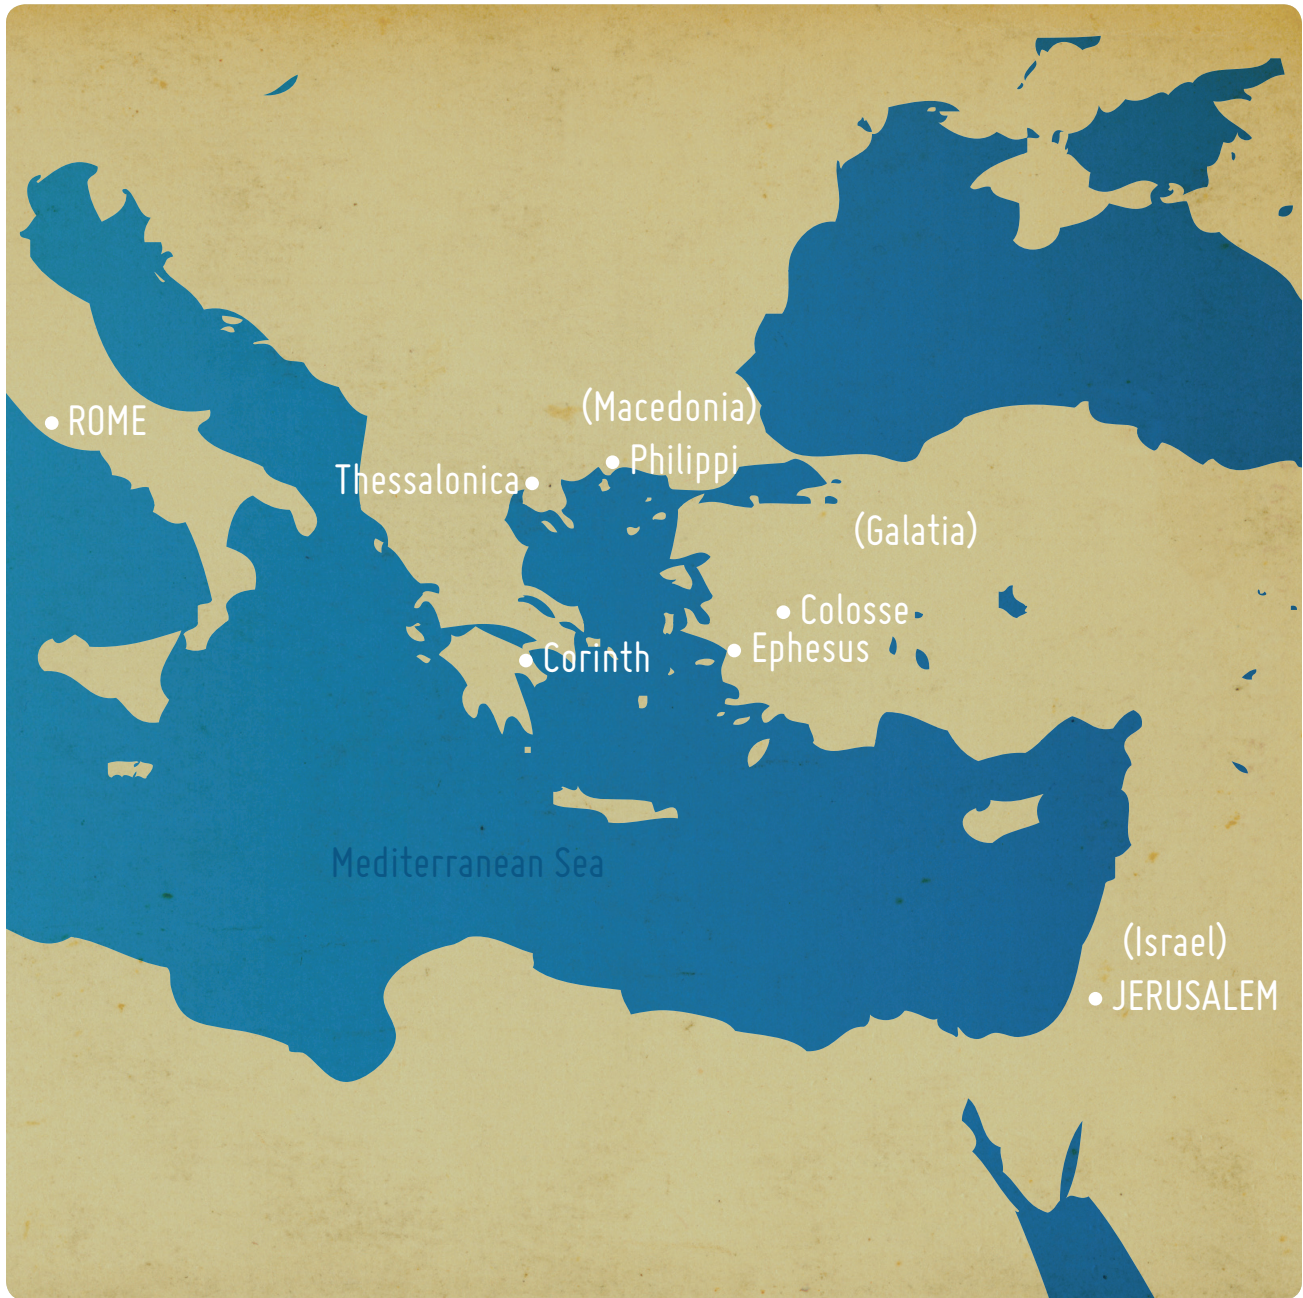 ROME
(Macedonia)
Philippi
Thessalonica
(Galatia)
Colosse
Ephesus
Corinth
Mediterranean Sea
(Israel)
JERUSALEM